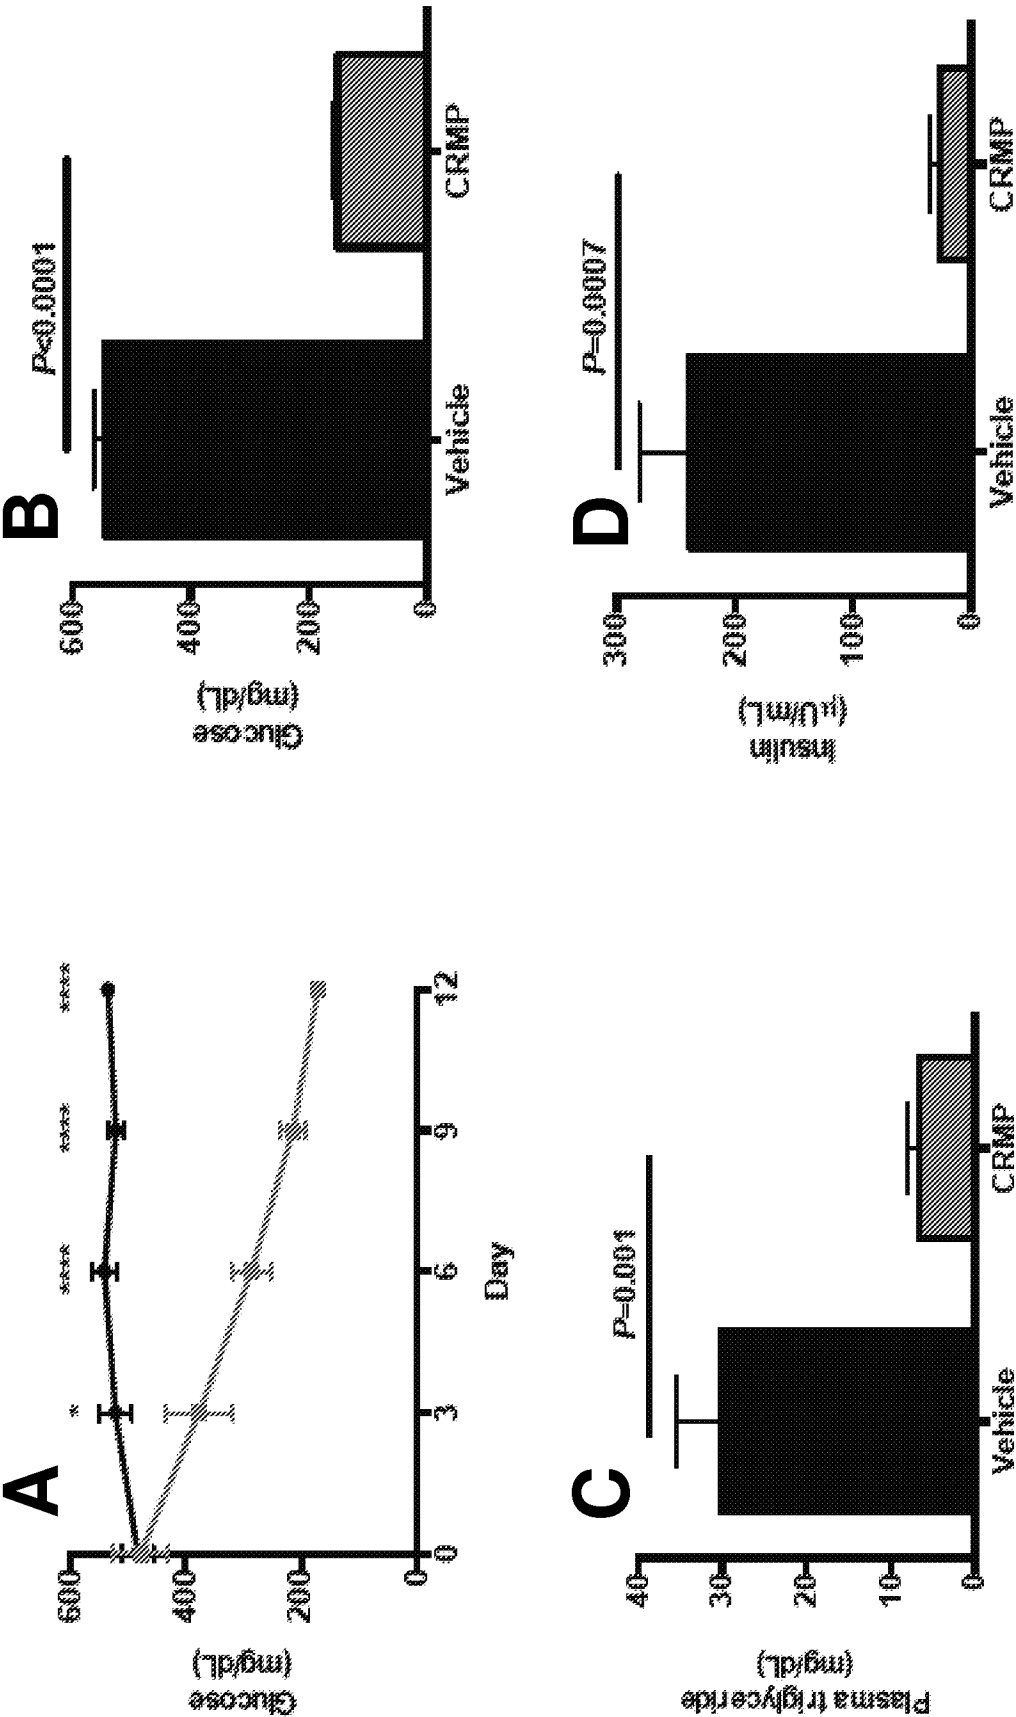 A
Glucose
(mg/dL)
600
400
200
0
*
****
****
****
0
3
6
9
12
Day
B
Glucose
(mg/dL)
600
400
200
0
P<0.0001
Vehicle
CRMP
C
Plasma triglyceride
(mg/dL)
40
30
20
10
0
P=0.001
Vehicle
CRMP
D
Insulin
(μU/mL)
300
200
100
0
P=0.0007
Vehicle
CRMP